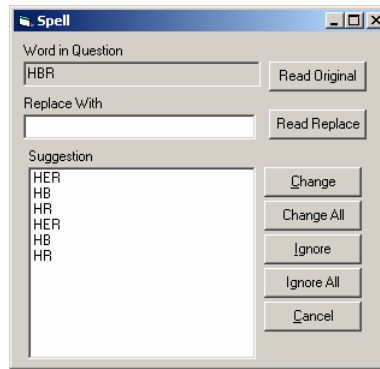 Spell
Word in Question
HBR
Read Original
Replace With
Read Replace
Suggestion
HER
HB
HR
HER
HB
HR
Change
Change All
Ignore
Ignore All
Cancel